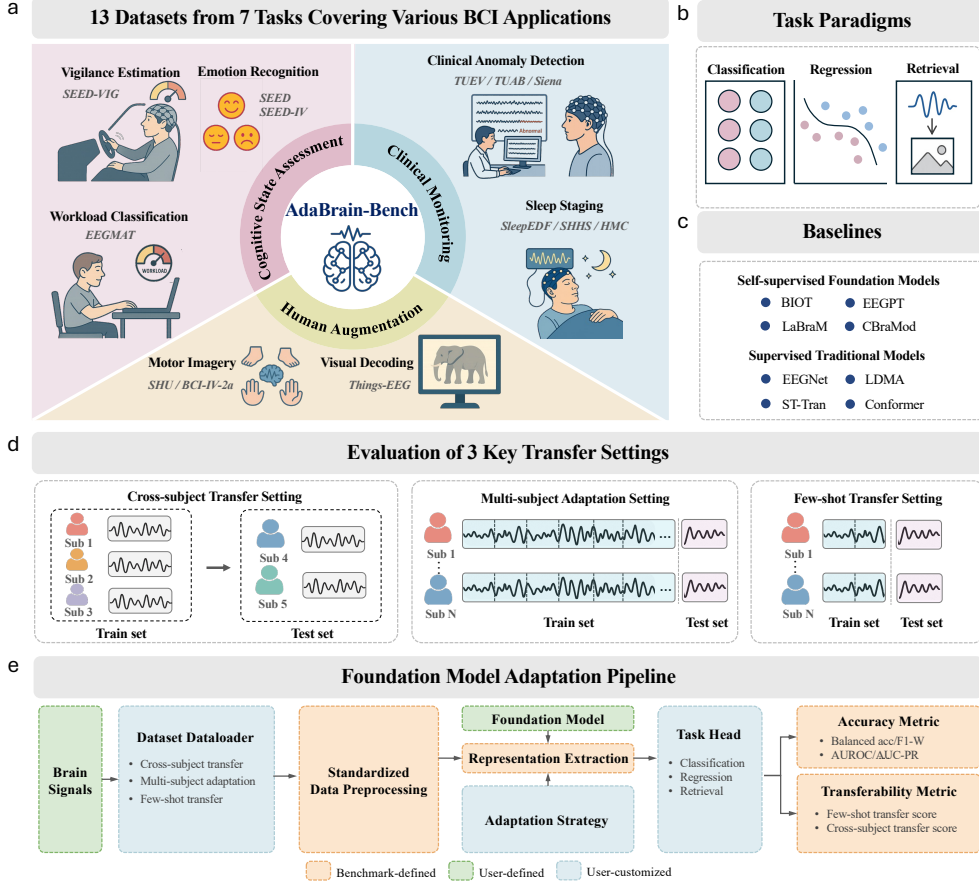 a
13 Datasets from 7 Tasks Covering Various BCI Applications
Vigilance Estimation
SEED-VIG
Emotion Recognition
SEED
SEED-IV
Clinical Anomaly Detection
TUEV / TUAB / Siena
Abnormal
Workload Classification
EEGMAT
WORKLOAD
Cognitive State Assessment
Clinical Monitoring
Human Augmentation
AdaBrain-Bench
Sleep Staging
SleepEDF / SHHS / HMC
Motor Imagery
SHU / BCI-IV-2a
Visual Decoding
Things-EEG
b
Task Paradigms
Classification
Regression
Retrieval
c
Baselines
Self-supervised Foundation Models
BIOT
EEGPT
LaBraM
CBraMod
Supervised Traditional Models
EEGNet
LDMA
ST-Tran
Conformer
d
Evaluation of 3 Key Transfer Settings
Cross-subject Transfer Setting
Sub 1
Sub 2
Sub 3
Train set
Sub 4
Sub 5
Test set
Multi-subject Adaptation Setting
Sub 1
...
Sub N
...
Train set
Test set
Few-shot Transfer Setting
Sub 1
Sub N
Train set
Test set
e
Foundation Model Adaptation Pipeline
Brain
Signals
Dataset Dataloader
• Cross-subject transfer
• Multi-subject adaptation
• Few-shot transfer
Standardized
Data Preprocessing
Foundation Model
Representation Extraction
Adaptation Strategy
Task Head
• Classification
• Regression
• Retrieval
Accuracy Metric
• Balanced acc/F1-W
• AUROC/AUC-PR
Transferability Metric
• Few-shot transfer score
• Cross-subject transfer score
Benchmark-defined
User-defined
User-customized